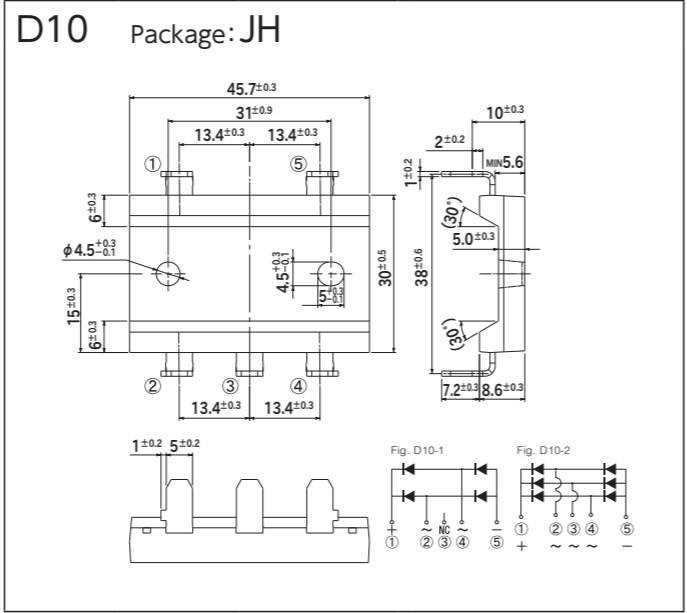 D10 Package: JH
45.7±0.3
31±0.9
13.4±0.3 13.4±0.3
① ⑤
6±0.3
φ4.5+0.3-0.1
4.5+0.3-0.1
5+0.3-0.1
15±0.3
6±0.3
30±0.5
② ③ ④
13.4±0.3 13.4±0.3
10±0.3
2±0.2
MIN5.6
1±0.2
(30°)
5.0±0.3
38±0.6
(30°)
7.2±0.3 8.6±0.3
1±0.2 5±0.2
Fig. D10-1
+ ~ NC ~ −
① ② ③ ④ ⑤
Fig. D10-2
① ② ③ ④ ⑤
+ ~ ~ ~ −